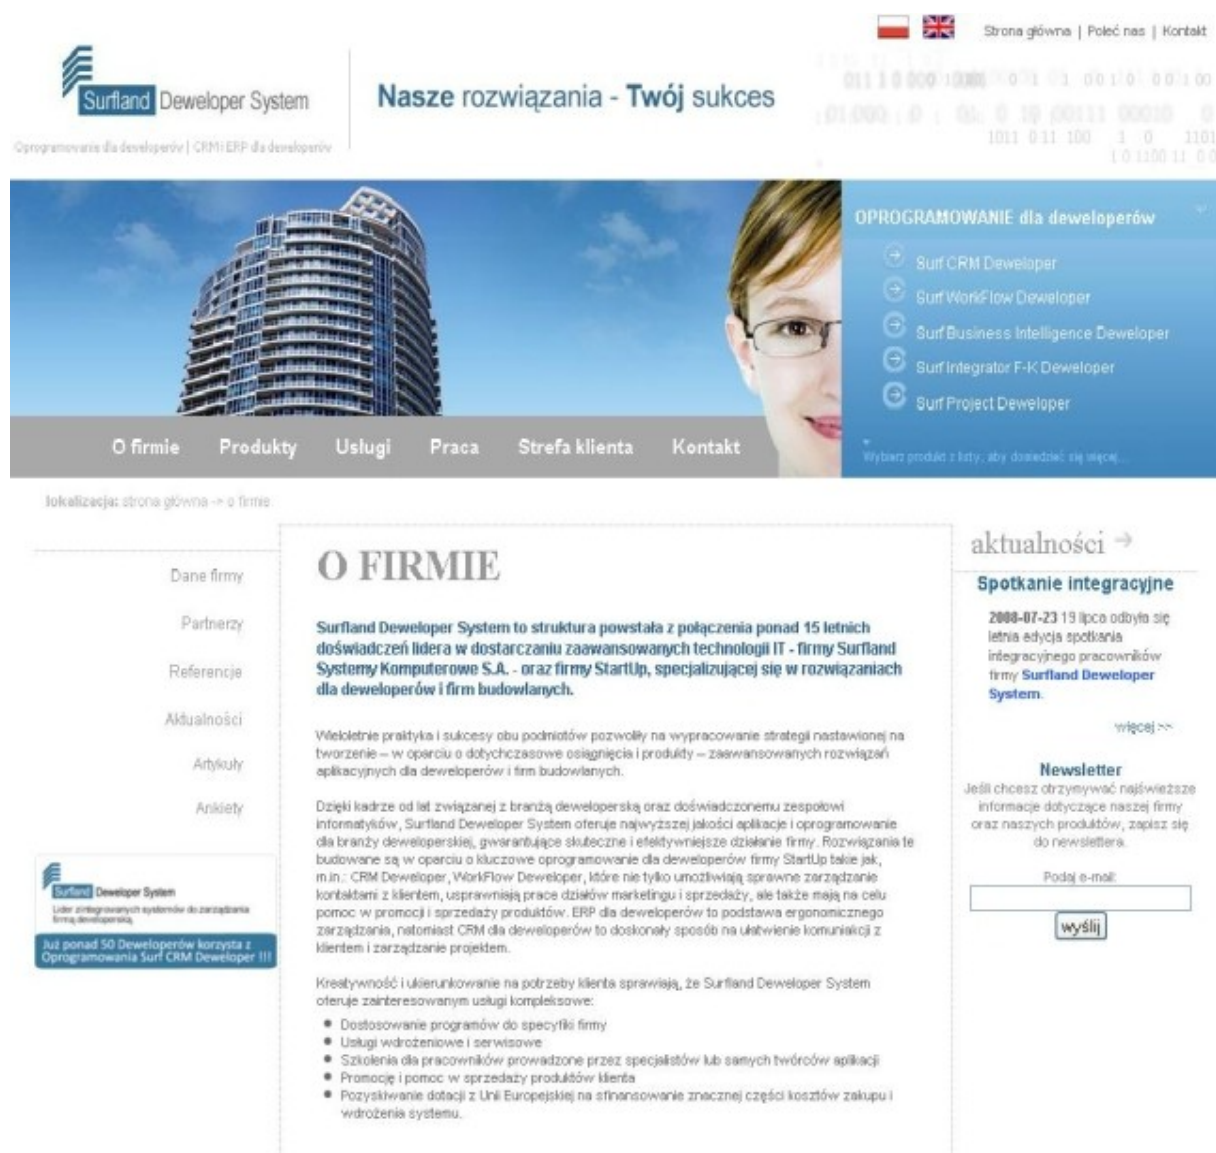 Strona główna | Poleć nas | Kontakt
Surfland Deweloper System
Nasze rozwiązania - Twój sukces
Oprogramowanie dla deweloperów | CRM i ERP dla deweloperów
OPROGRAMOWANIE dla deweloperów
Surf CRM Deweloper
Surf WorkFlow Deweloper
Surf Business Intelligence Deweloper
Surf Integrator F-K Deweloper
Surf Project Deweloper
Wybierz produkt z listy, aby dowiedzieć się więcej...
O firmie Produkty Usługi Praca Strefa klienta Kontakt
lokalizacja: strona główna -> o firmie
Dane firmy
Partnerzy
Referencje
Aktualności
Artykuły
Ankiety
Surfland Deweloper System
Lider zintegrowanych systemów do zarządzania
firmą deweloperską
Już ponad 50 Deweloperów korzysta z
Oprogramowania Surf CRM Deweloper !!!
O FIRMIE
Surfland Deweloper System to struktura powstała z połączenia ponad 15 letnich
doświadczeń lidera w dostarczaniu zaawansowanych technologii IT - firmy Surfland
Systemy Komputerowe S.A. - oraz firmy StartUp, specjalizującej się w rozwiązaniach
dla deweloperów i firm budowlanych.
Wieloletnie praktyka i sukcesy obu podmiotów pozwoliły na wypracowanie strategii nastawionej na
tworzenie – w oparciu o dotychczasowe osiągnięcia i produkty – zaawansowanych rozwiązań
aplikacyjnych dla deweloperów i firm budowlanych.
Dzięki kadrze od lat związanej z branżą deweloperską oraz doświadczonemu zespołowi
informatyków, Surfland Deweloper System oferuje najwyższej jakości aplikacje i oprogramowanie
dla branży deweloperskiej, gwarantujące skuteczne i efektywniejsze działanie firmy. Rozwiązania te
budowane są w oparciu o kluczowe oprogramowanie dla deweloperów firmy StartUp takie jak,
m.in.: CRM Deweloper, WorkFlow Deweloper, które nie tylko umożliwiają sprawne zarządzanie
kontaktami z klientem, usprawniają prace działów marketingu i sprzedaży, ale także mają na celu
pomoc w promocji i sprzedaży produktów. ERP dla deweloperów to podstawa ergonomicznego
zarządzania, natomiast CRM dla deweloperów to doskonały sposób na ułatwienie komuniakcji z
klientem i zarządzanie projektem.
Kreatywność i ukierunkowanie na potrzeby klienta sprawiają, że Surfland Deweloper System
oferuje zainteresowanym usługi kompleksowe:
Dostosowanie programów do specyfiki firmy
Usługi wdrożeniowe i serwisowe
Szkolenia dla pracowników prowadzone przez specjalistów lub samych twórców aplikacji
Promocję i pomoc w sprzedaży produktów klienta
Pozyskiwanie dotacji z Unii Europejskiej na sfinansowanie znacznej części kosztów zakupu i
wdrożenia systemu.
aktualności
Spotkanie integracyjne
2008-07-23 19 lipca odbyła się
letnia edycja spotkania
integracyjnego pracowników
firmy Surfland Deweloper
System.
więcej >>
Newsletter
Jeśli chcesz otrzymywać najświeższe
informacje dotyczące naszej firmy
oraz naszych produktów, zapisz się
do newslettera.
Podaj e-mail:
wyślij